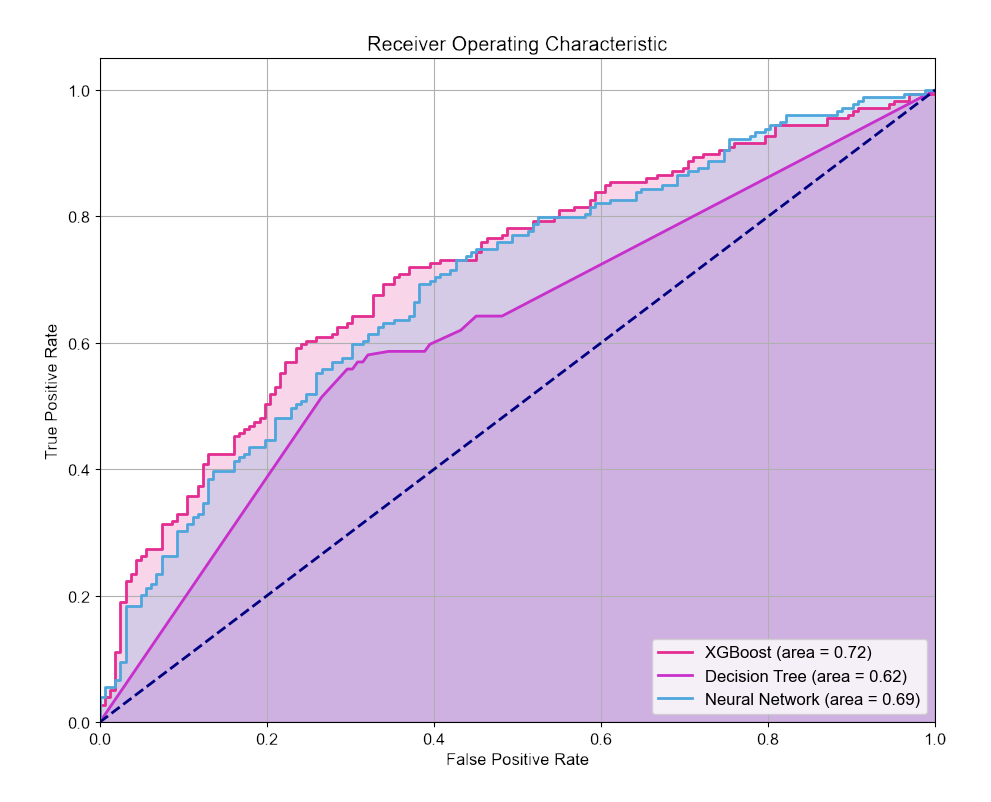 Receiver Operating Characteristic
True Positive Rate
1.0
0.8
0.6
0.4
0.2
0.0
XGBoost (area = 0.72)
Decision Tree (area = 0.62)
Neural Network (area = 0.69)
0.0 0.2 0.4 0.6 0.8 1.0
False Positive Rate